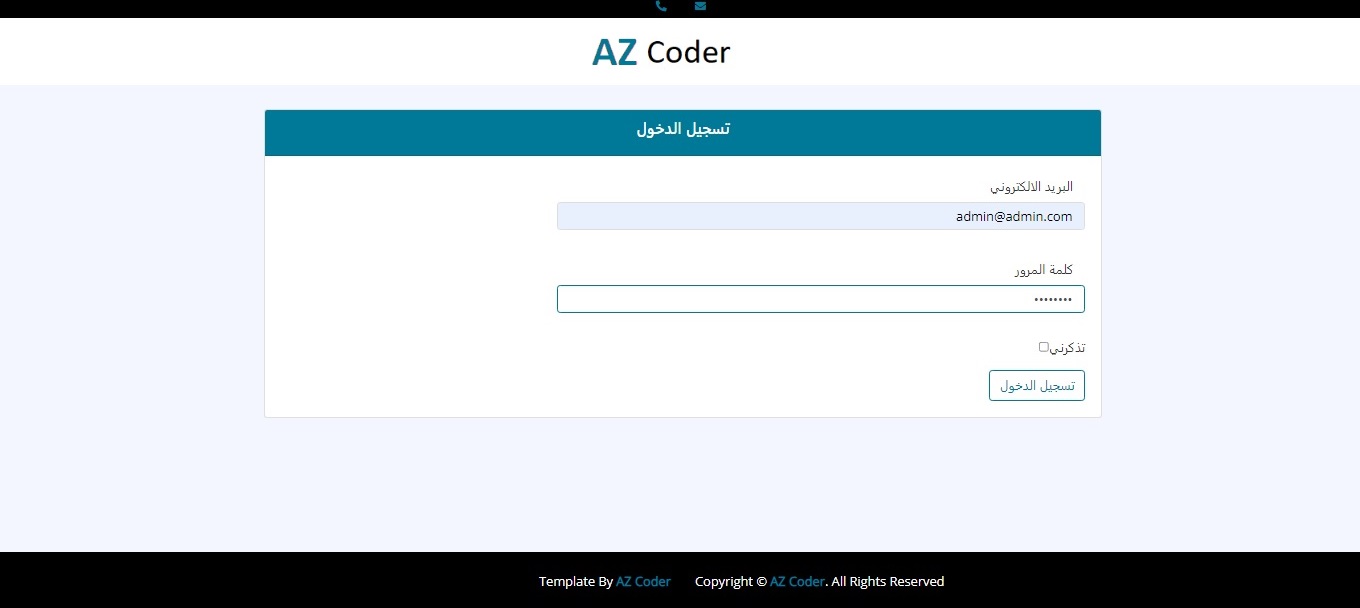 AZ Coder
تسجيل الدخول
البريد الالكتروني
admin@admin.com
كلمة المرور
••••••••
تذكرني
تسجيل الدخول
Template By AZ Coder Copyright © AZ Coder. All Rights Reserved